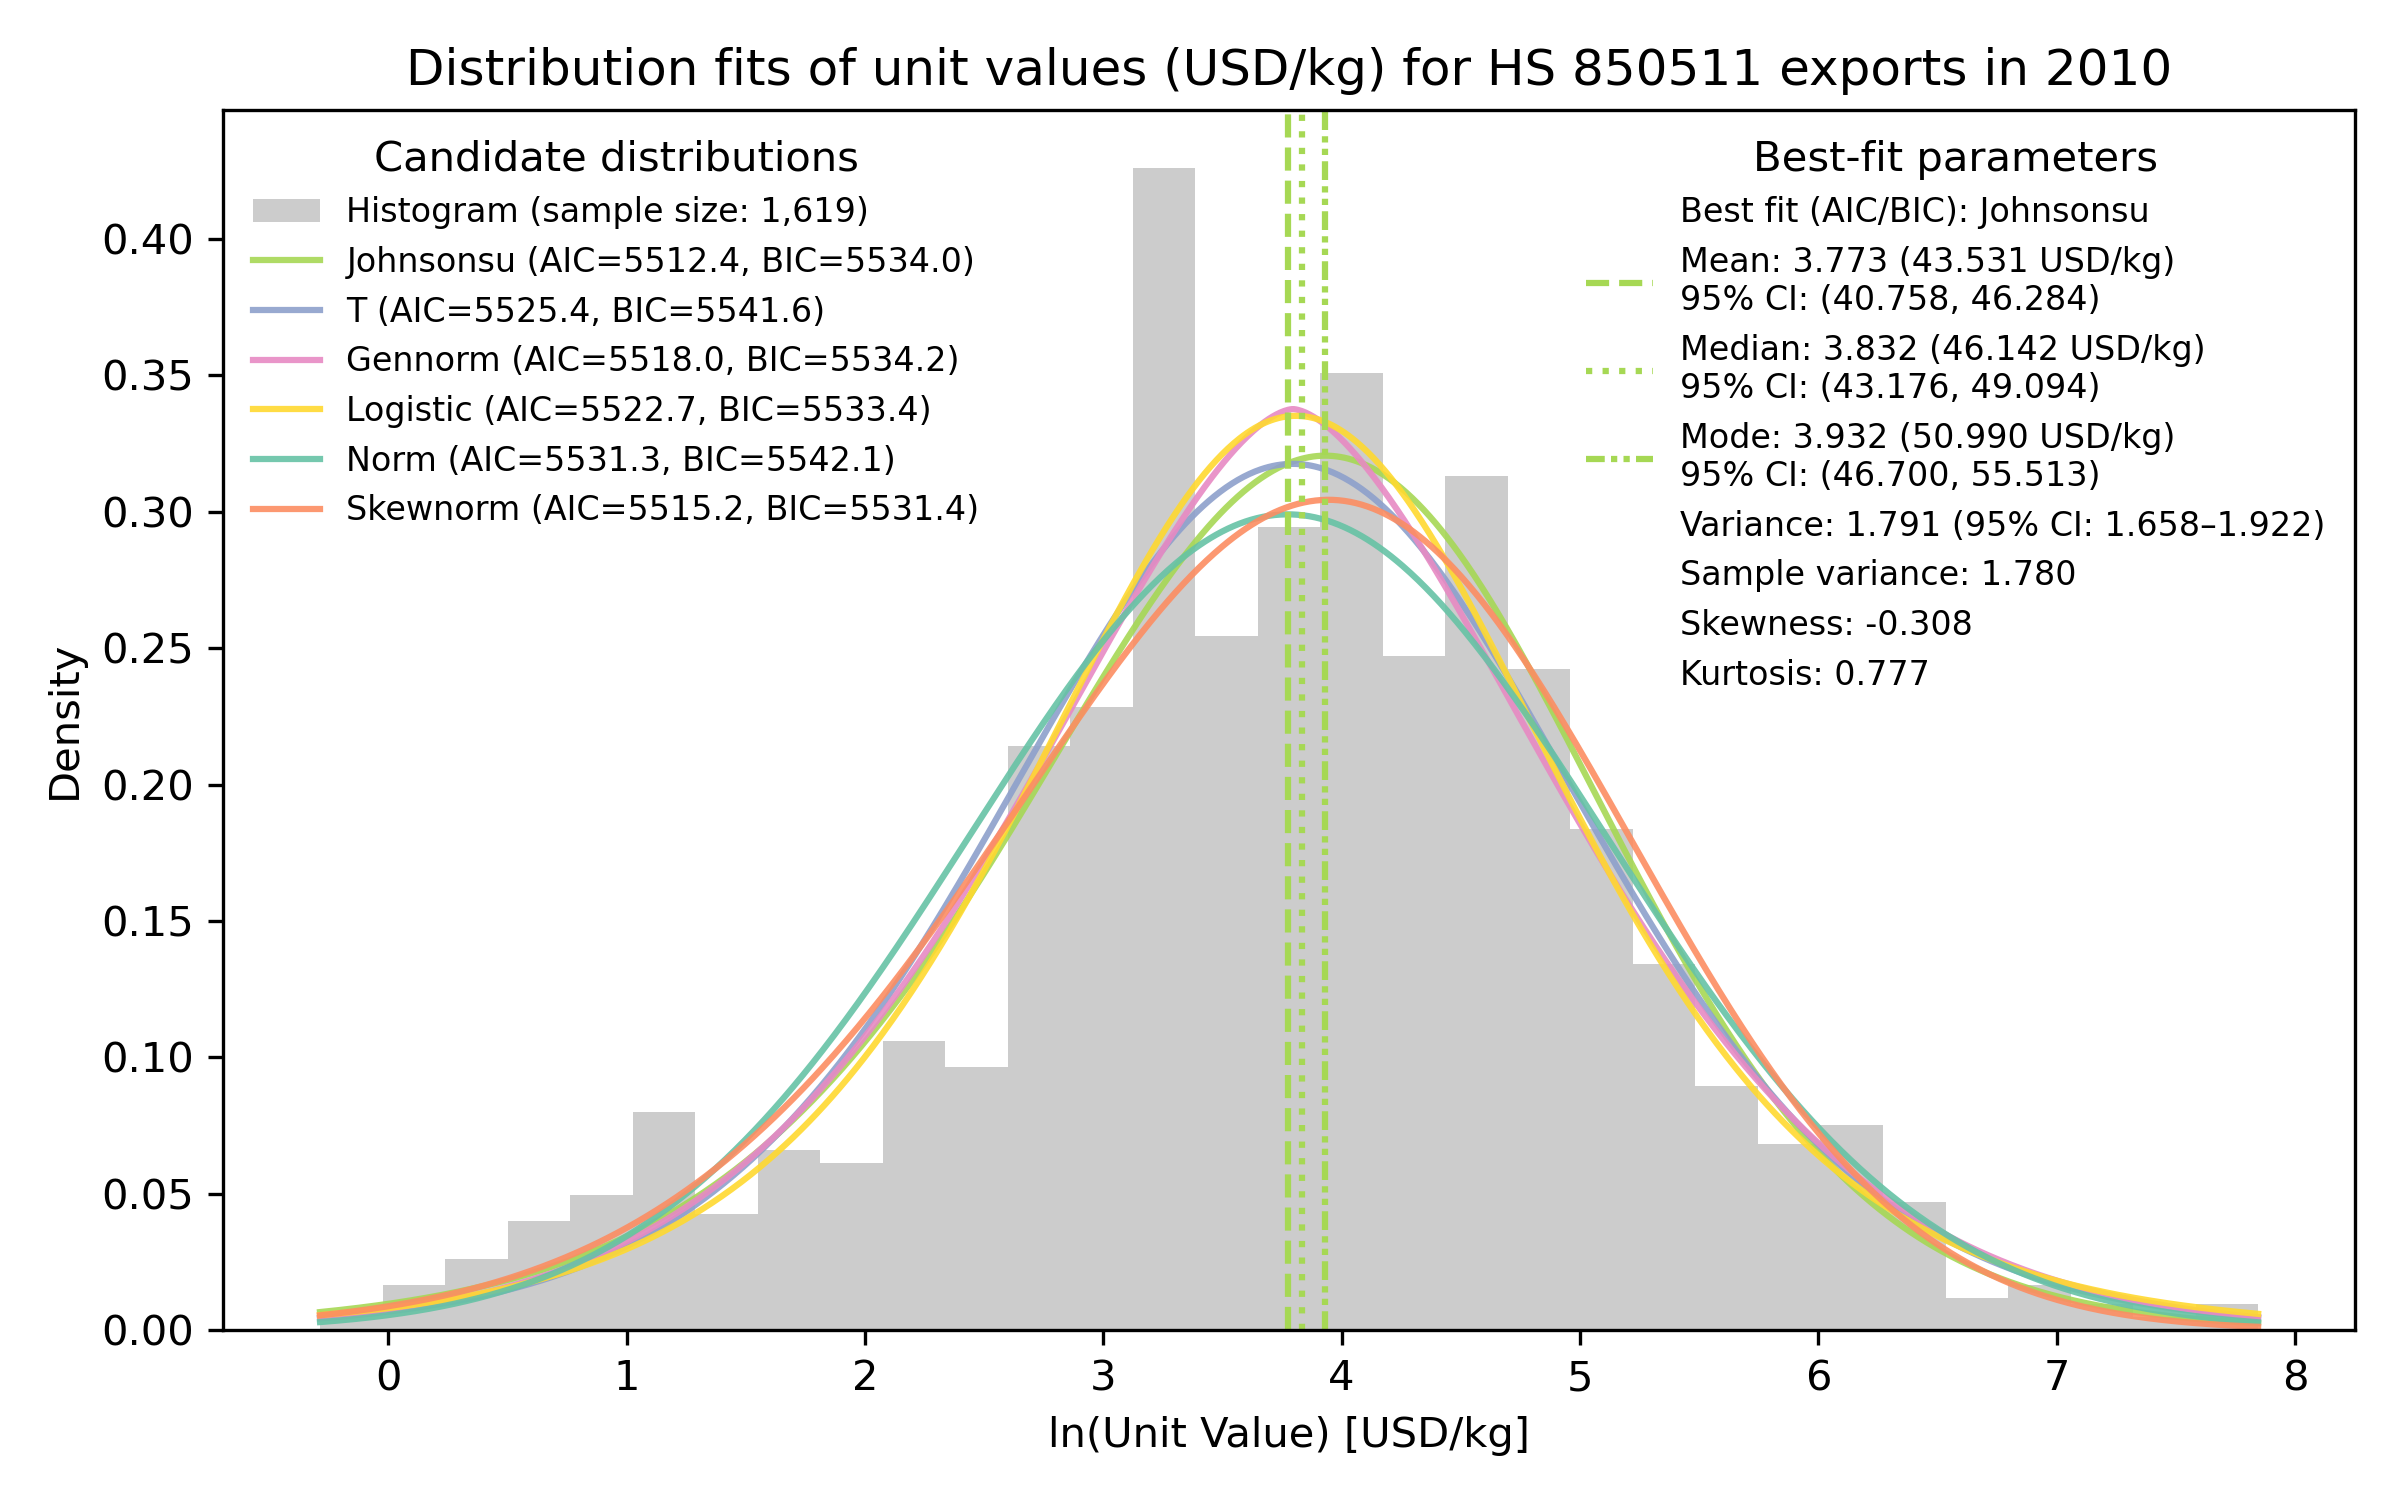 Distribution fits of unit values (USD/kg) for HS 850511 exports in 2010
Candidate distributions
Histogram (sample size: 1,619)
Johnsonsu (AIC=5512.4, BIC=5534.0)
T (AIC=5525.4, BIC=5541.6)
Gennorm (AIC=5518.0, BIC=5534.2)
Logistic (AIC=5522.7, BIC=5533.4)
Norm (AIC=5531.3, BIC=5542.1)
Skewnorm (AIC=5515.2, BIC=5531.4)
Best-fit parameters
Best fit (AIC/BIC): Johnsonsu
Mean: 3.773 (43.531 USD/kg)
95% CI: (40.758, 46.284)
Median: 3.832 (46.142 USD/kg)
95% CI: (43.176, 49.094)
Mode: 3.932 (50.990 USD/kg)
95% CI: (46.700, 55.513)
Variance: 1.791 (95% CI: 1.658–1.922)
Sample variance: 1.780
Skewness: -0.308
Kurtosis: 0.777
Density
0.40
0.35
0.30
0.25
0.20
0.15
0.10
0.05
0.00
0 1 2 3 4 5 6 7 8
ln(Unit Value) [USD/kg]